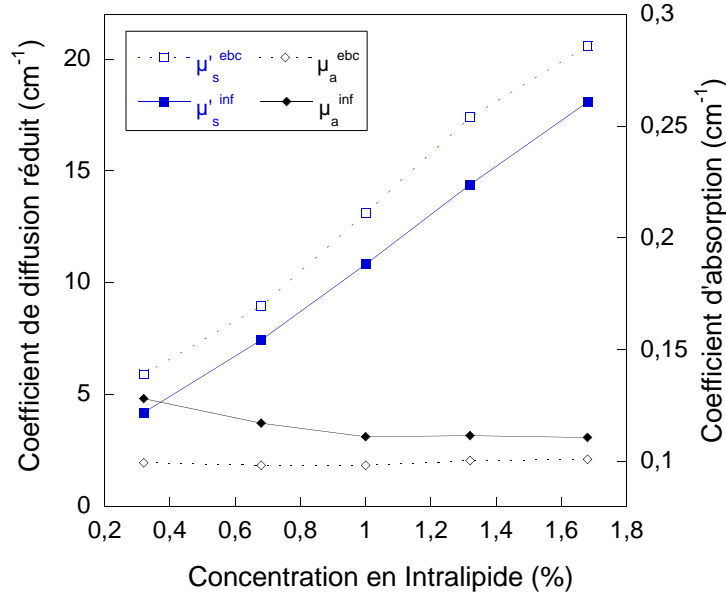 0,3
20
μ's ebc
μa ebc
μ's inf
μa inf
0,25
15
0,2
10
0,15
5
0,1
0
0,2
0,4
0,6
0,8
1
1,2
1,4
1,6
1,8
Coefficient de diffusion réduit (cm-1)
Coefficient d'absorption (cm-1)
Concentration en Intralipide (%)